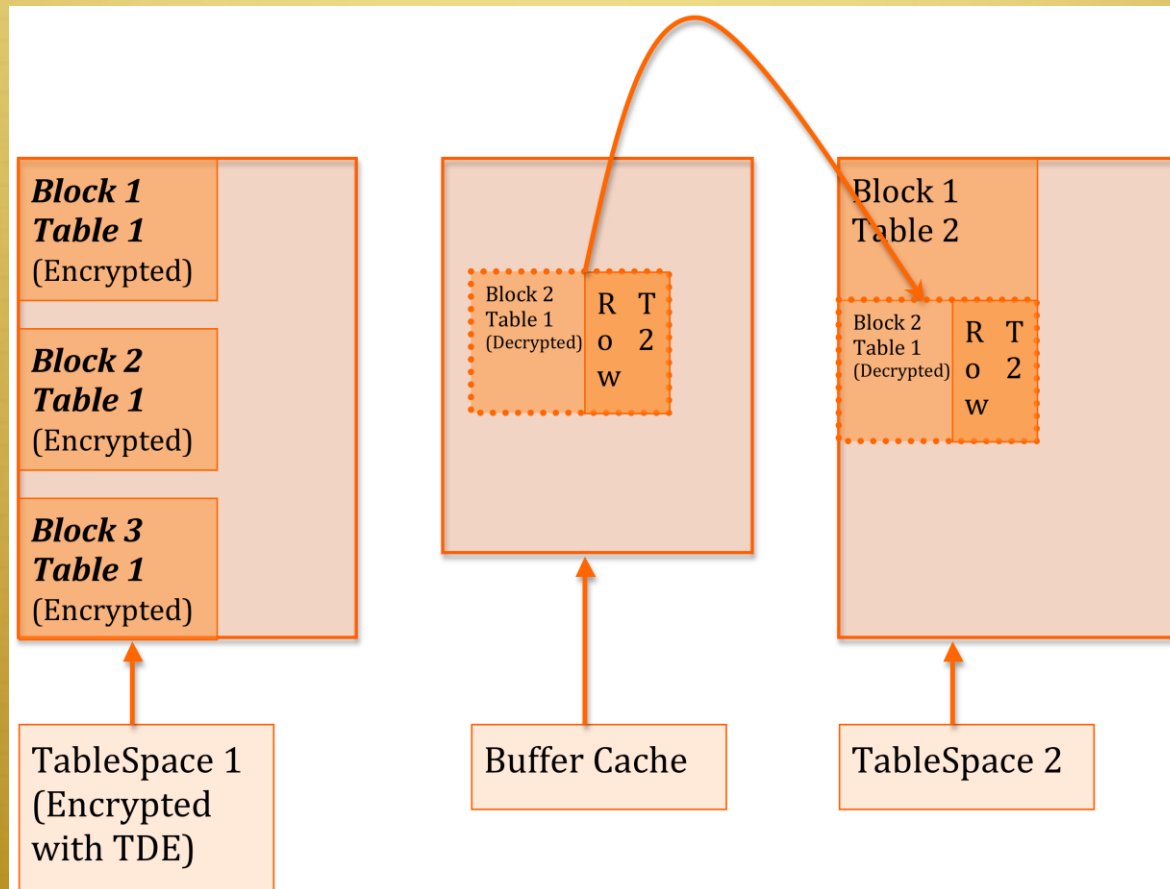 Block 1
Table 1
(Encrypted)
Block 2
Table 1
(Encrypted)
Block 3
Table 1
(Encrypted)
TableSpace 1
(Encrypted
with TDE)
Block 2
Table 1
(Decrypted)
R T
o 2
w
Buffer Cache
Block 1
Table 2
Block 2
Table 1
(Decrypted)
R T
o 2
w
TableSpace 2